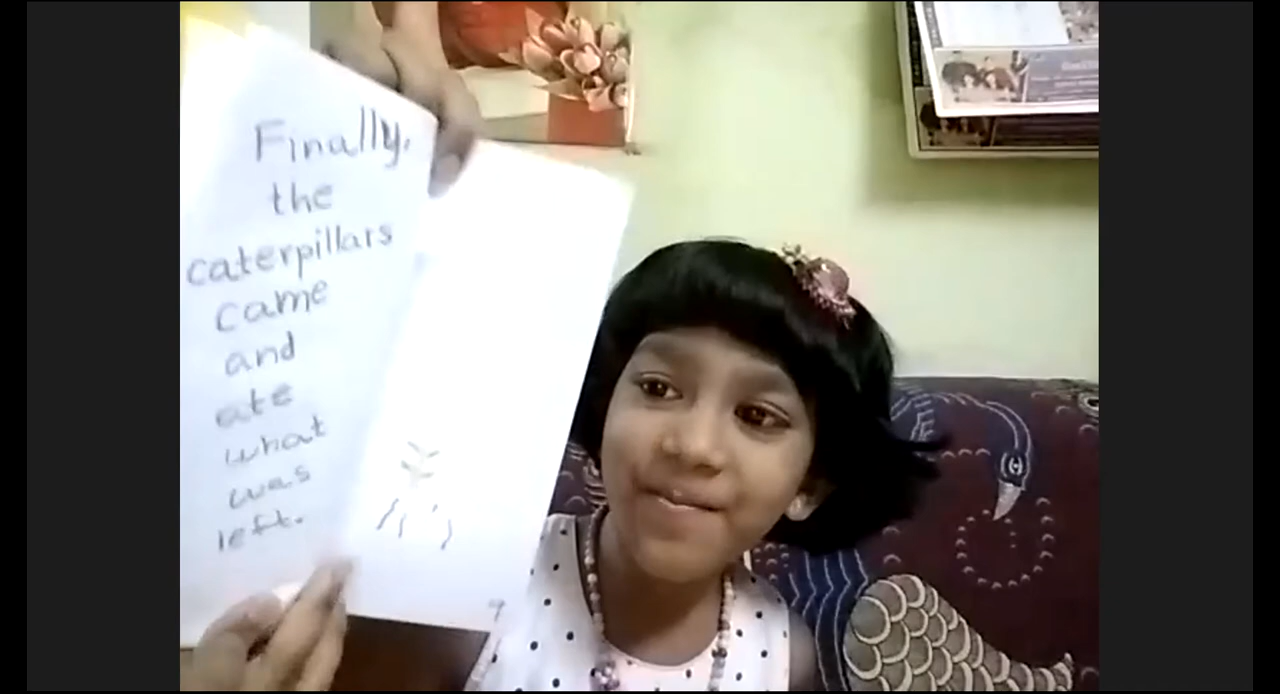 Finally,
the
caterpillars
came
and
ate
what
was
left.